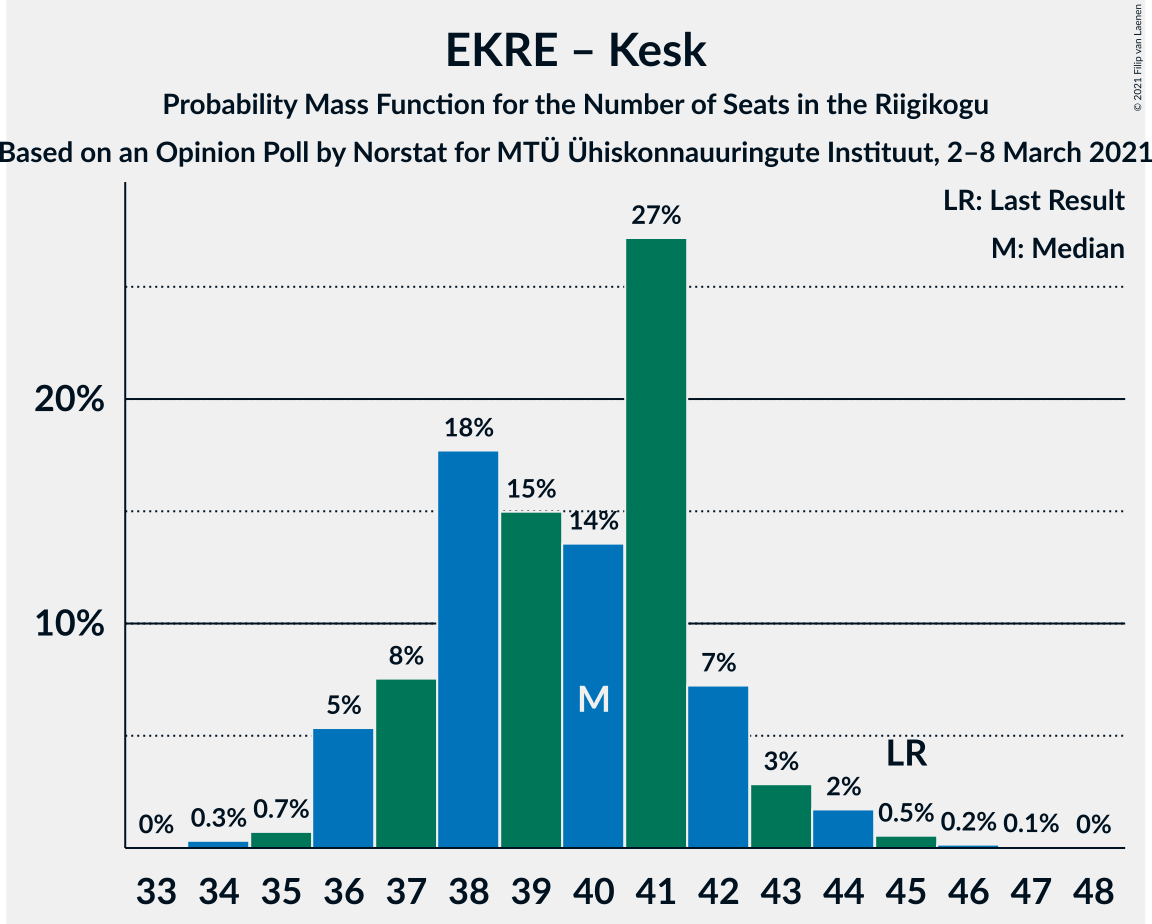 EKRE – Kesk
Probability Mass Function for the Number of Seats in the Riigikogu
Based on an Opinion Poll by Norstat for MTÜ Ühiskonnauuringute Instituut, 2–8 March 2021
© 2021 Filip van Laenen
LR: Last Result
M: Median
20%
10%
0% 0.3% 0.7% 5% 8% 18% 15% 14% 27% 7% 3% 2% 0.5% 0.2% 0.1% 0%
M
LR
33 34 35 36 37 38 39 40 41 42 43 44 45 46 47 48